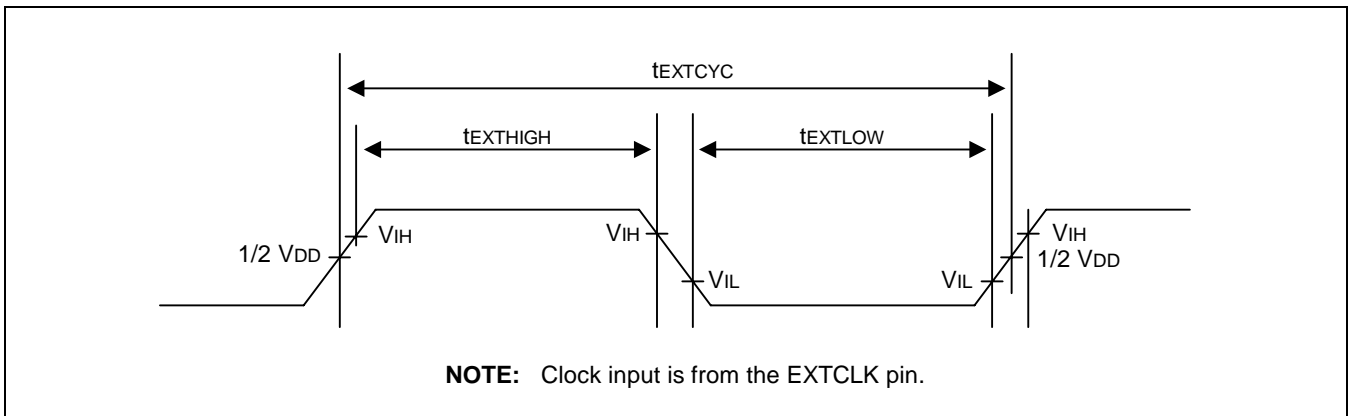 tEXTCYC
tEXTHIGH
tEXTLOW
VIH
VIH
VIH
1/2 VDD
1/2 VDD
VIL
VIL
NOTE: Clock input is from the EXTCLK pin.